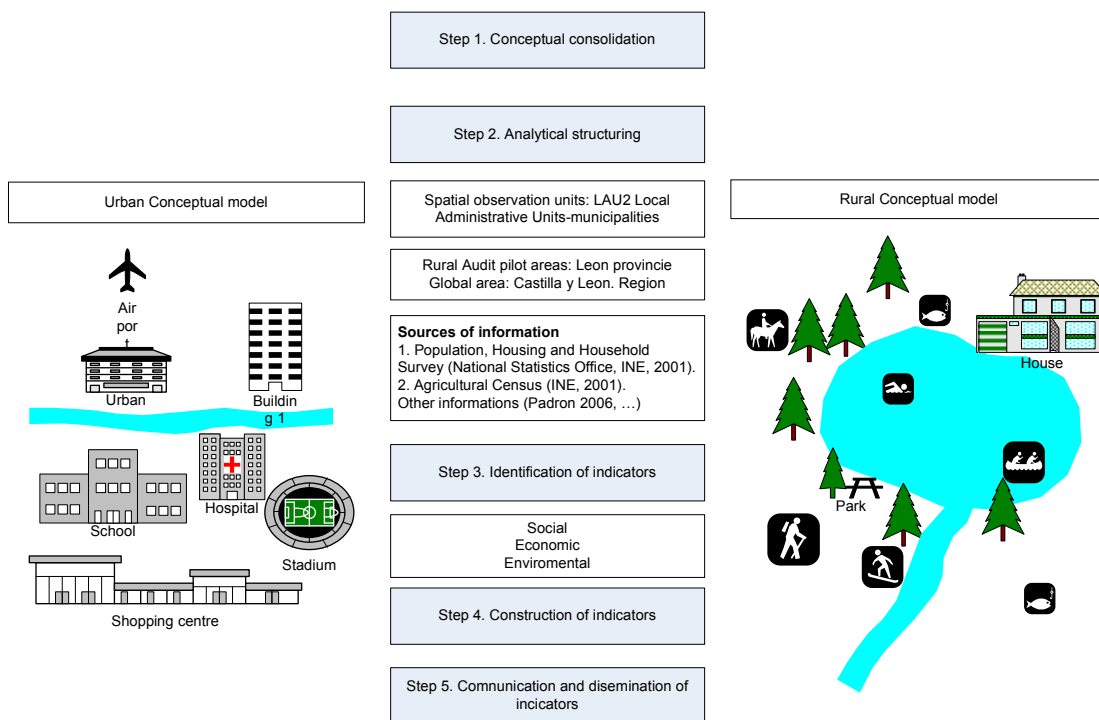 Step 1. Conceptual consolidation
Step 2. Analytical structuring
Urban Conceptual model
Air
por
t
Urban
Buildin
g 1
School
Hospital
Stadium
Shopping centre
Spatial observation units: LAU2 Local
Administrative Units-municipalities
Rural Audit pilot areas: Leon provincie
Global area: Castilla y Leon. Region
Sources of information
1. Population, Housing and Household
Survey (National Statistics Office, INE, 2001).
2. Agricultural Census (INE, 2001).
Other informations (Padron 2006, …)
Step 3. Identification of indicators
Social
Economic
Enviromental
Step 4. Construction of indicators
Step 5. Comnunication and disemination of
incicators
Rural Conceptual model
House
Park